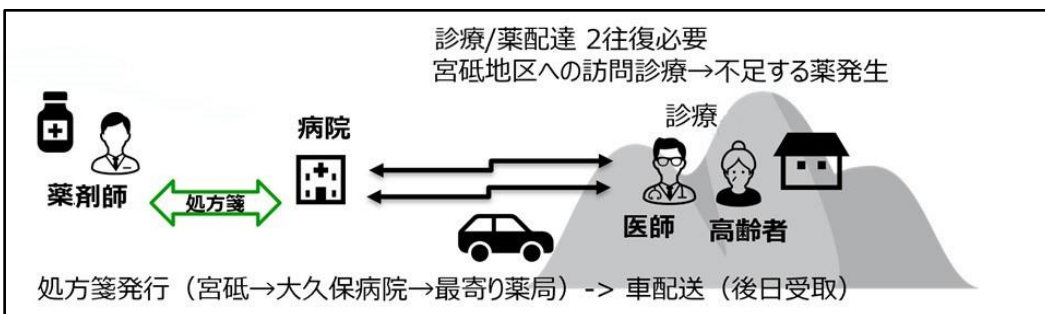 診療/薬配達 2往復必要
宮砥地区への訪問診療→不足する薬発生
診療
病院
薬剤師
処方箋
医師
高齢者
処方箋発行（宮砥→大久保病院→最寄り薬局）-> 車配送（後日受取）